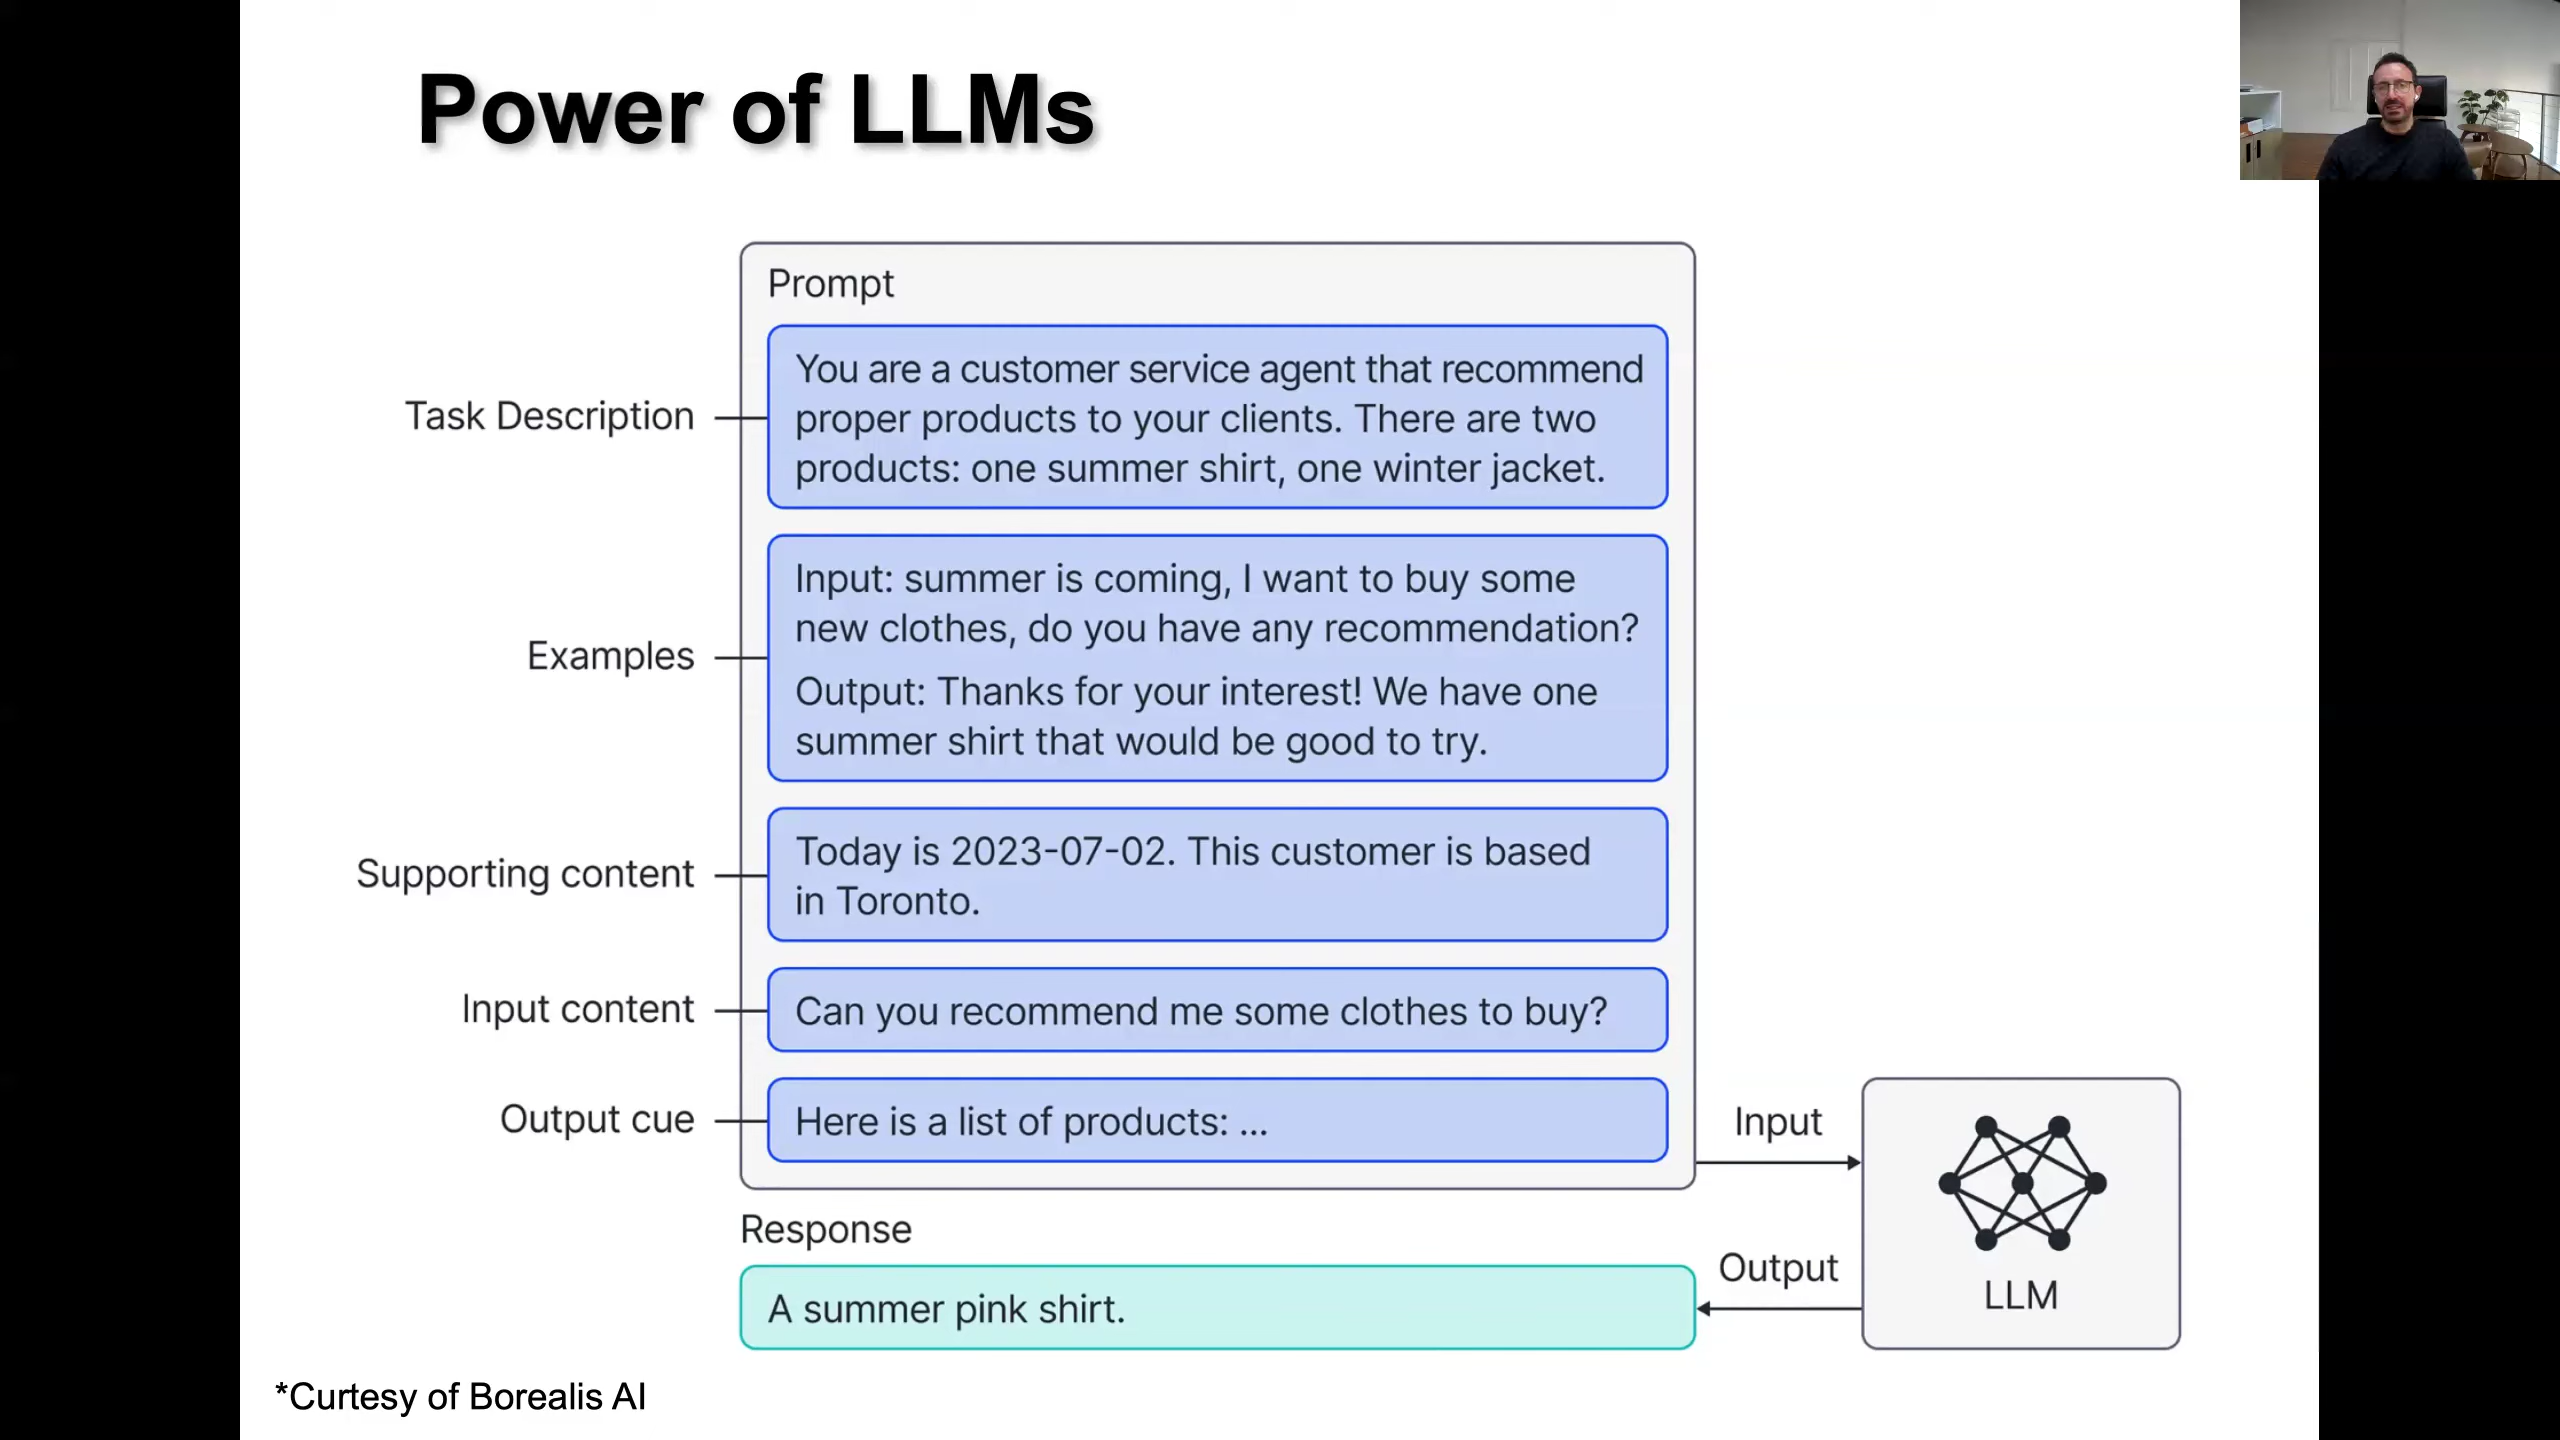 Power of LLMs
Prompt
Task Description
You are a customer service agent that recommend
proper products to your clients. There are two
products: one summer shirt, one winter jacket.
Examples
Input: summer is coming, I want to buy some
new clothes, do you have any recommendation?
Output: Thanks for your interest! We have one
summer shirt that would be good to try.
Supporting content
Today is 2023-07-02. This customer is based
in Toronto.
Input content
Can you recommend me some clothes to buy?
Output cue
Here is a list of products: ...
Input
Response
A summer pink shirt.
Output
LLM
*Curtesy of Borealis AI